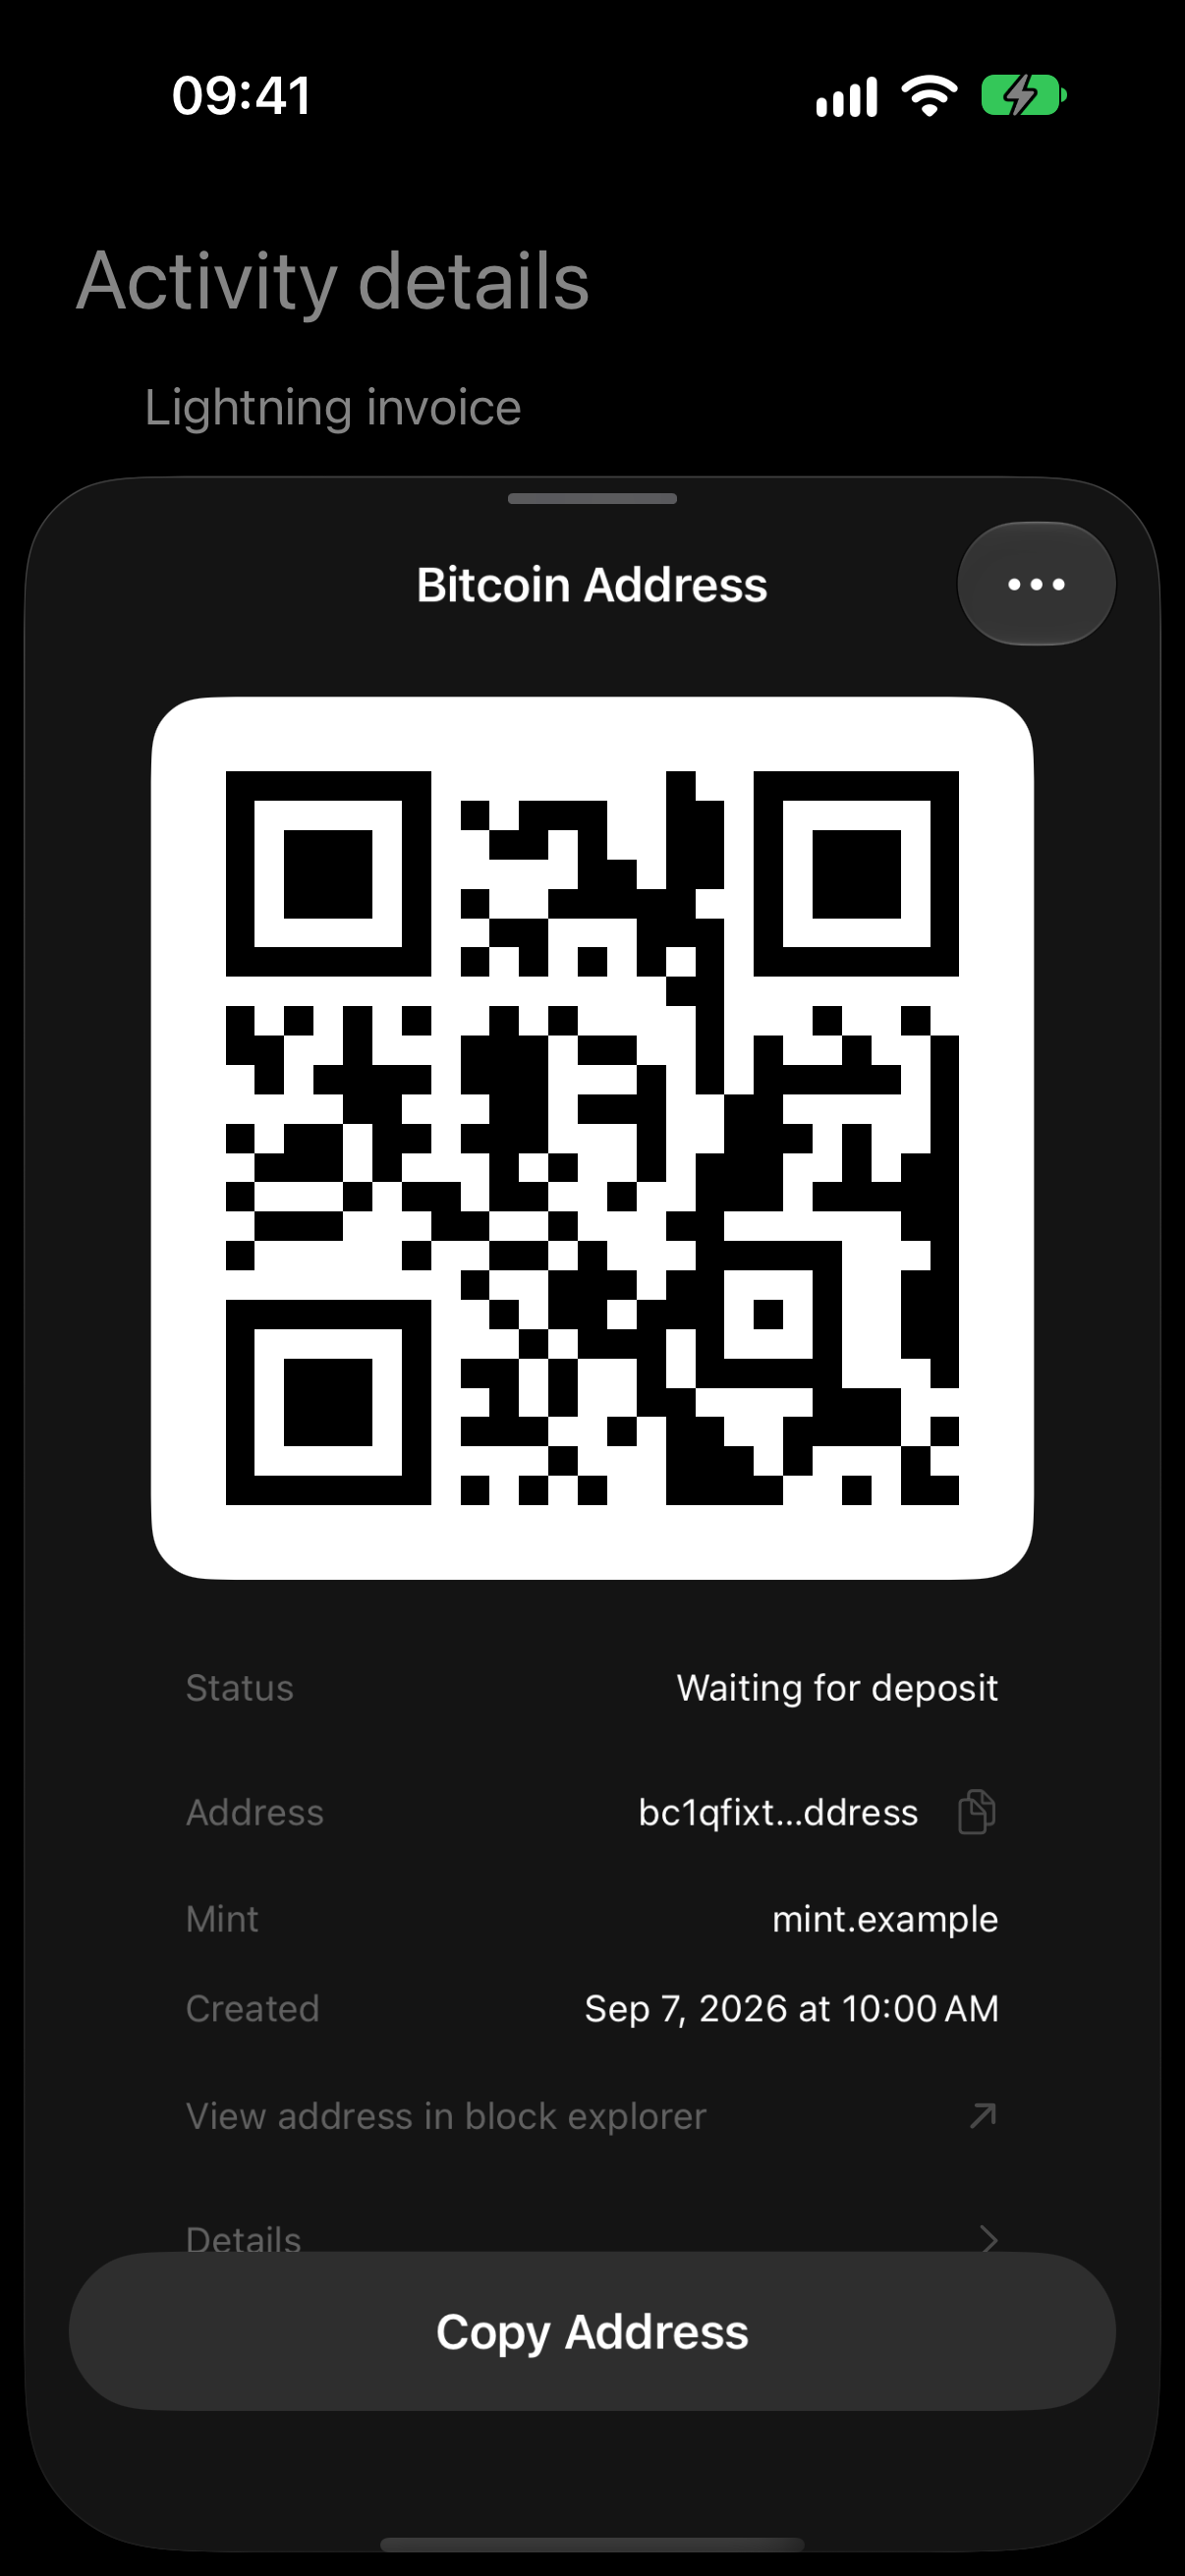 09:41
Activity details
Lightning invoice
Bitcoin Address
Status Waiting for deposit
Address bc1qfixt...ddress
Mint mint.example
Created Sep 7, 2026 at 10:00 AM
View address in block explorer
Details
Copy Address